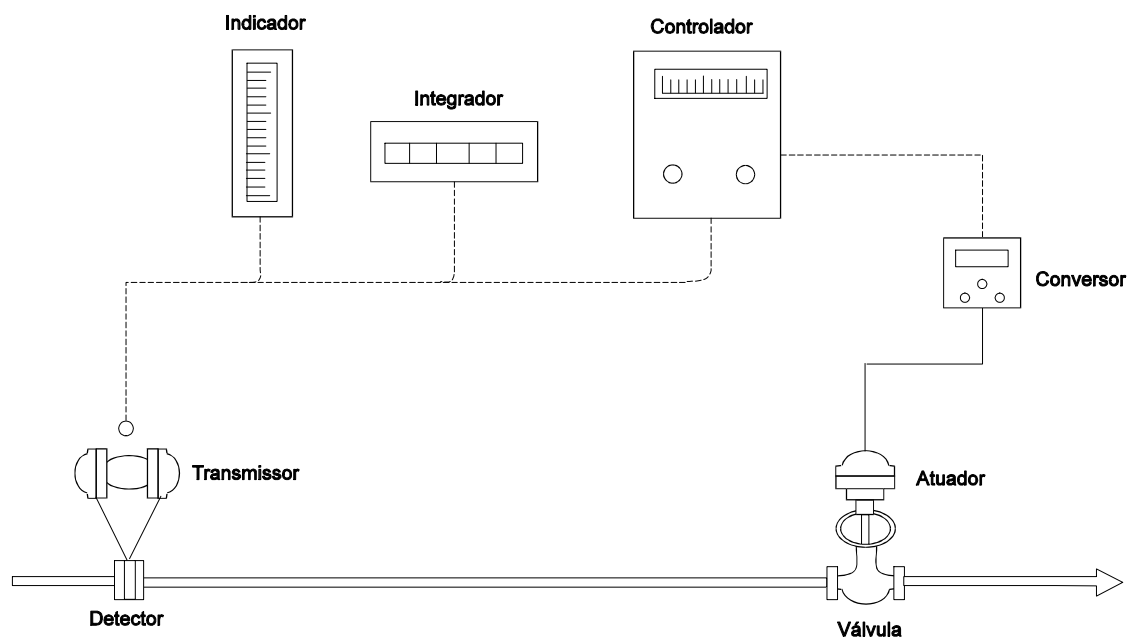 Indicador
Controlador
Integrador
Conversor
Transmissor
Atuador
Detector
Válvula